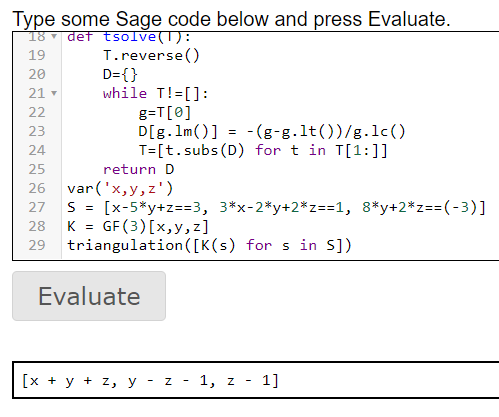 Type some Sage code below and press Evaluate.
18 def tsolve(T):
19     T.reverse()
20     D={}
21     while T!=[]:
22         g=T[0]
23         D[g.lm()] = -(g-g.lt())/g.lc()
24         T=[t.subs(D) for t in T[1:]]
25     return D
26 var('x,y,z')
27 S = [x-5*y+z==3, 3*x-2*y+2*z==1, 8*y+2*z==(-3)]
28 K = GF(3)[x,y,z]
29 triangulation([K(s) for s in S])
Evaluate
[x + y + z, y - z - 1, z - 1]